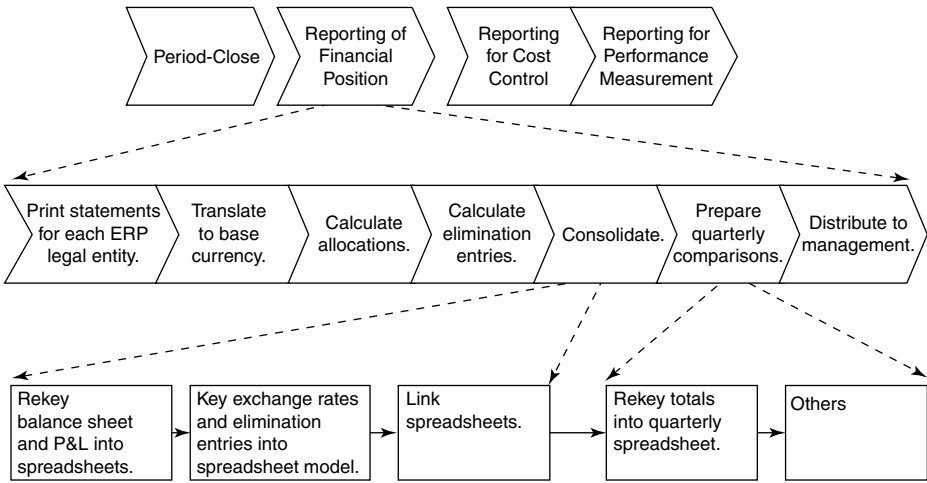 Period-Close
Reporting of
Financial
Position
Reporting
for Cost
Control
Reporting for
Performance
Measurement
Print statements
for each ERP
legal entity.
Translate
to base
currency.
Calculate
allocations.
Calculate
elimination
entries.
Consolidate.
Prepare
quarterly
comparisons.
Distribute to
management.
Rekey
balance sheet
and P&L into
spreadsheets.
Key exchange rates
and elimination
entries into
spreadsheet model.
Link
spreadsheets.
Rekey totals
into quarterly
spreadsheet.
Others